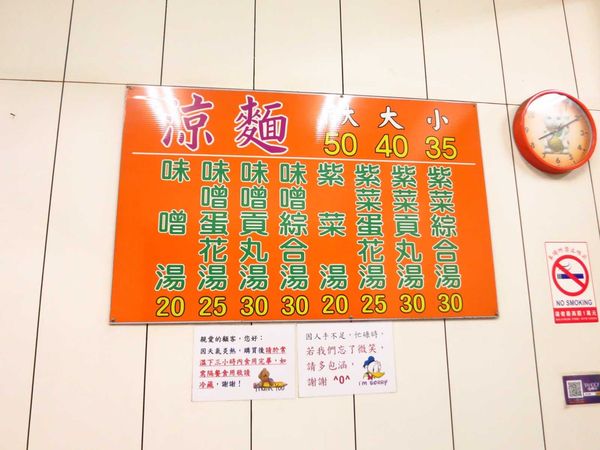 涼麵
大大 大 小
50 40 35
味噌湯 20
味噌蛋花湯 25
味噌貢丸湯 30
味噌綜合湯 30
紫菜湯 20
紫菜蛋花湯 25
紫菜貢丸湯 30
紫菜綜合湯 30
親愛的顧客，您好：
因天氣炎熱，購買後請於常
溫下三小時內食用完畢，如
需隔餐食用敬請
冷藏，謝謝！
因人手不足，忙碌時，
若我們忘了微笑，
請多包涵，
謝謝 ^0^
I'M SORRY
NO SMOKING